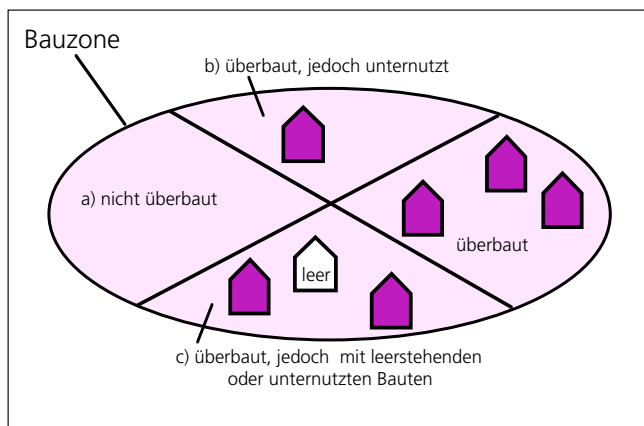 Bauzone
b) überbaut, jedoch unternutzt
a) nicht überbaut
überbaut
leer
c) überbaut, jedoch mit leerstehenden
oder unternutzten Bauten